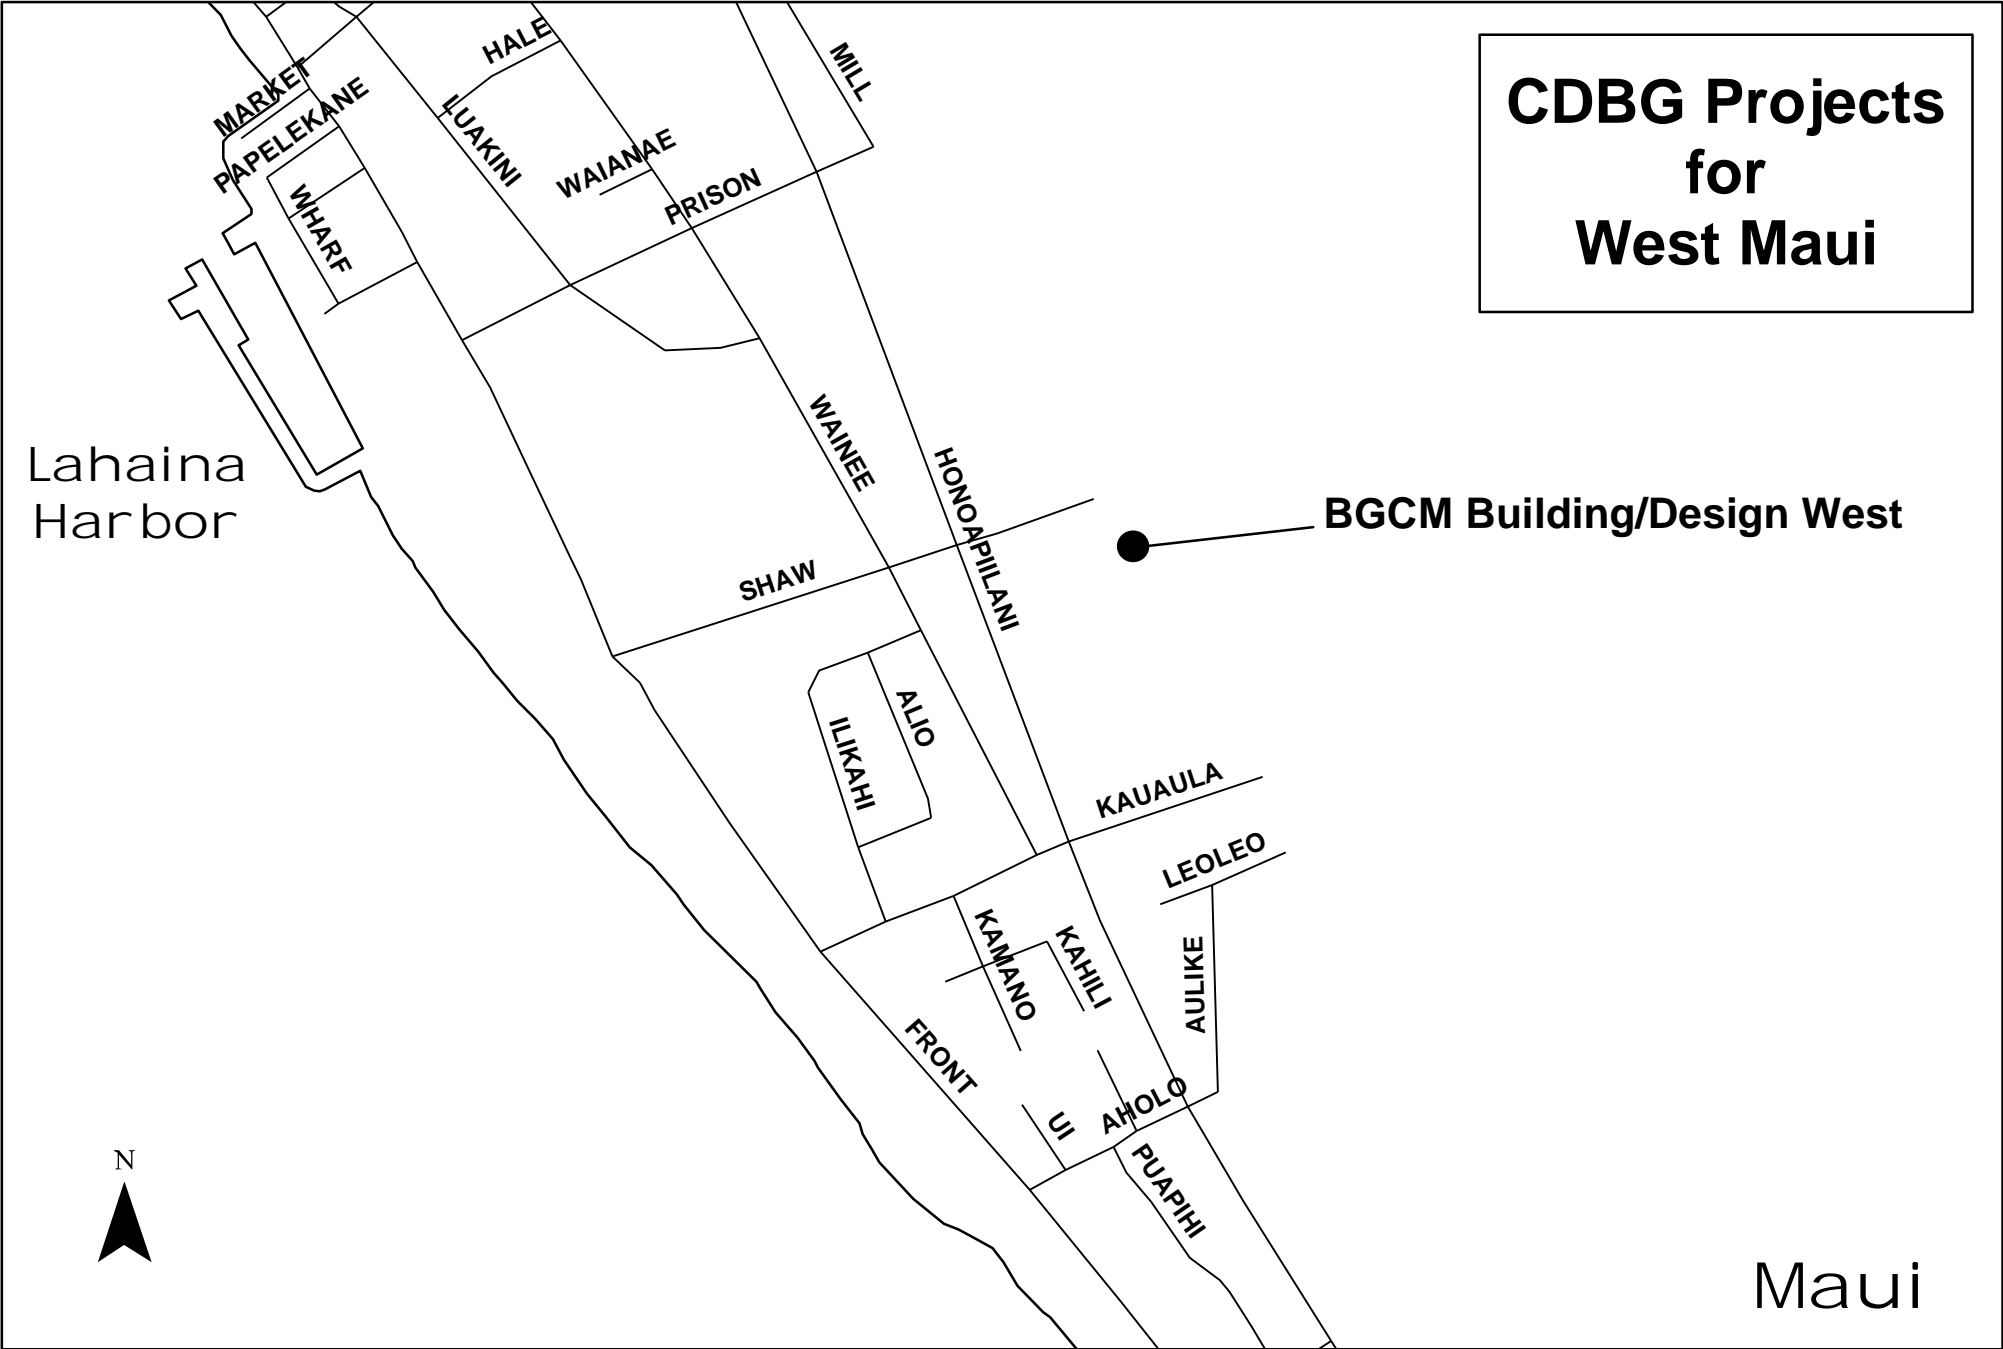 CDBG Projects
for
West Maui
HALE
MILL
MARKET
PAPELEKANE
LUAKINI
WAIANAE
PRISON
WHARF
Lahaina
Harbor
WAINEE
HONOAPIILANI
BGCM Building/Design West
SHAW
ALIO
ILIKAHI
KAUAULA
LEOLEO
KAMANO
KAHILI
AULIKE
FRONT
UI
AHOLO
PUAPIHI
N
Maui